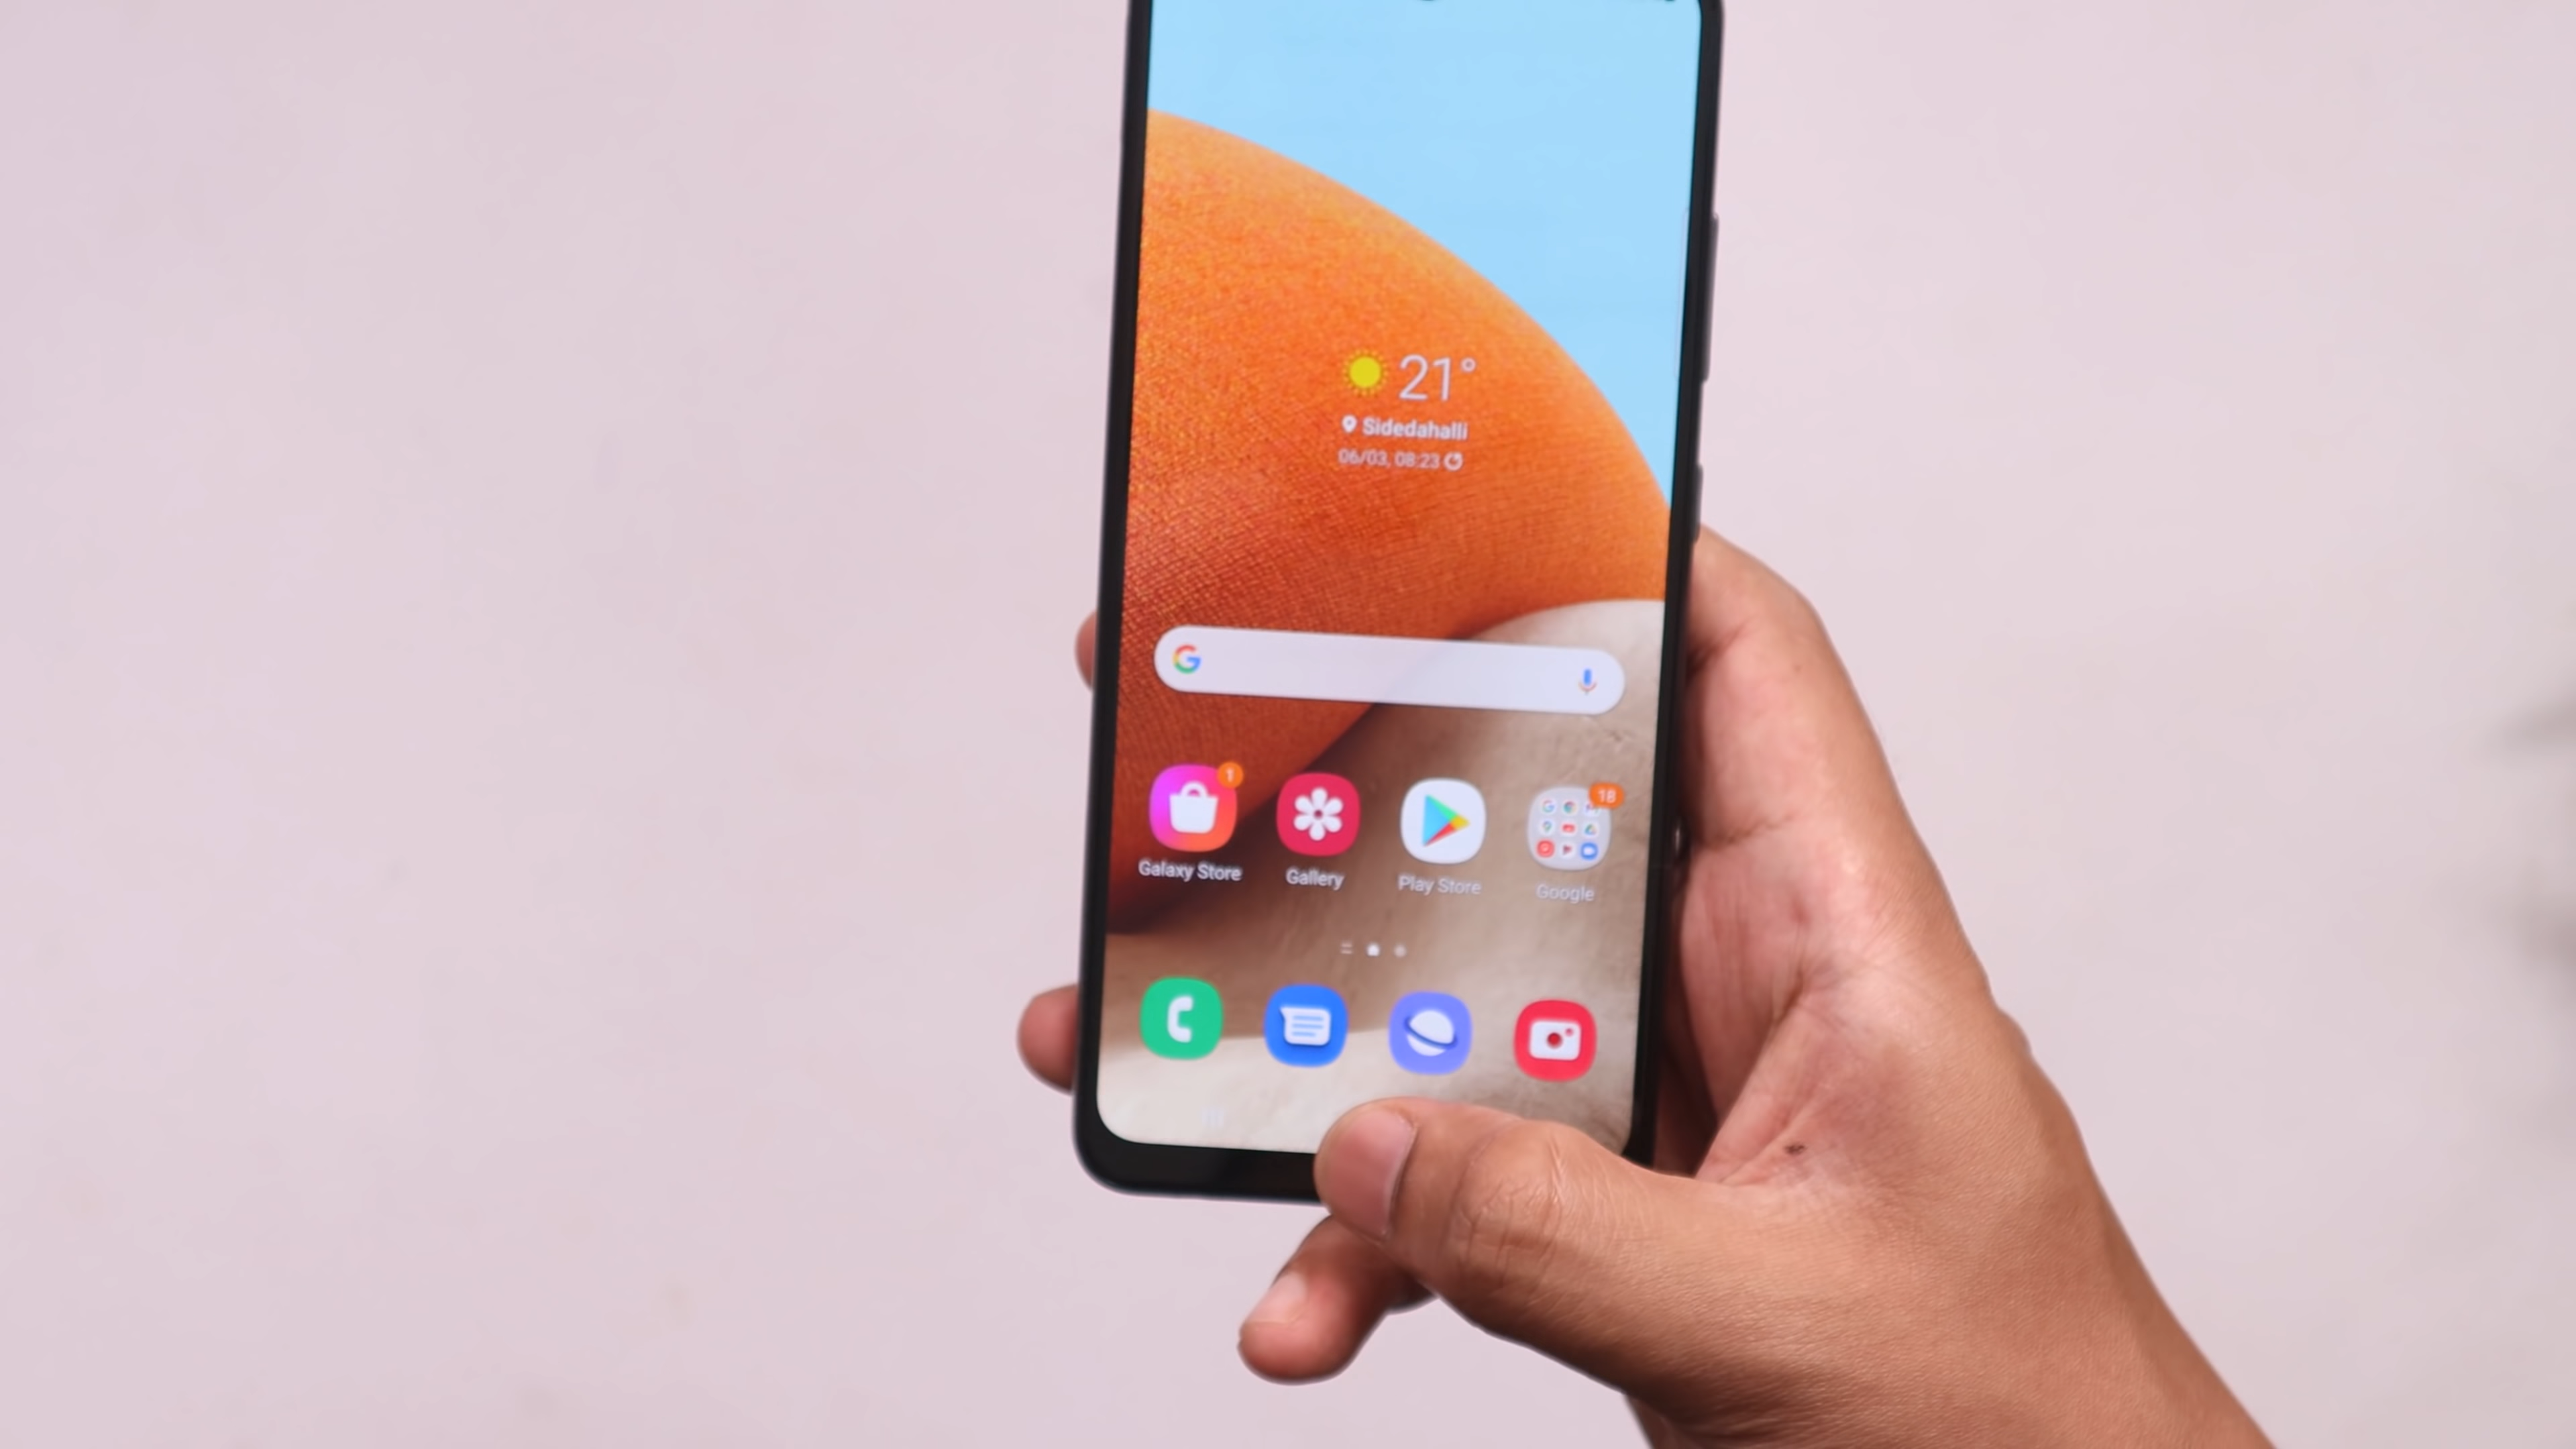 21°
Sidedahalli
06/03, 08:23
G
1
18
Galaxy Store
Gallery
Play Store
Google